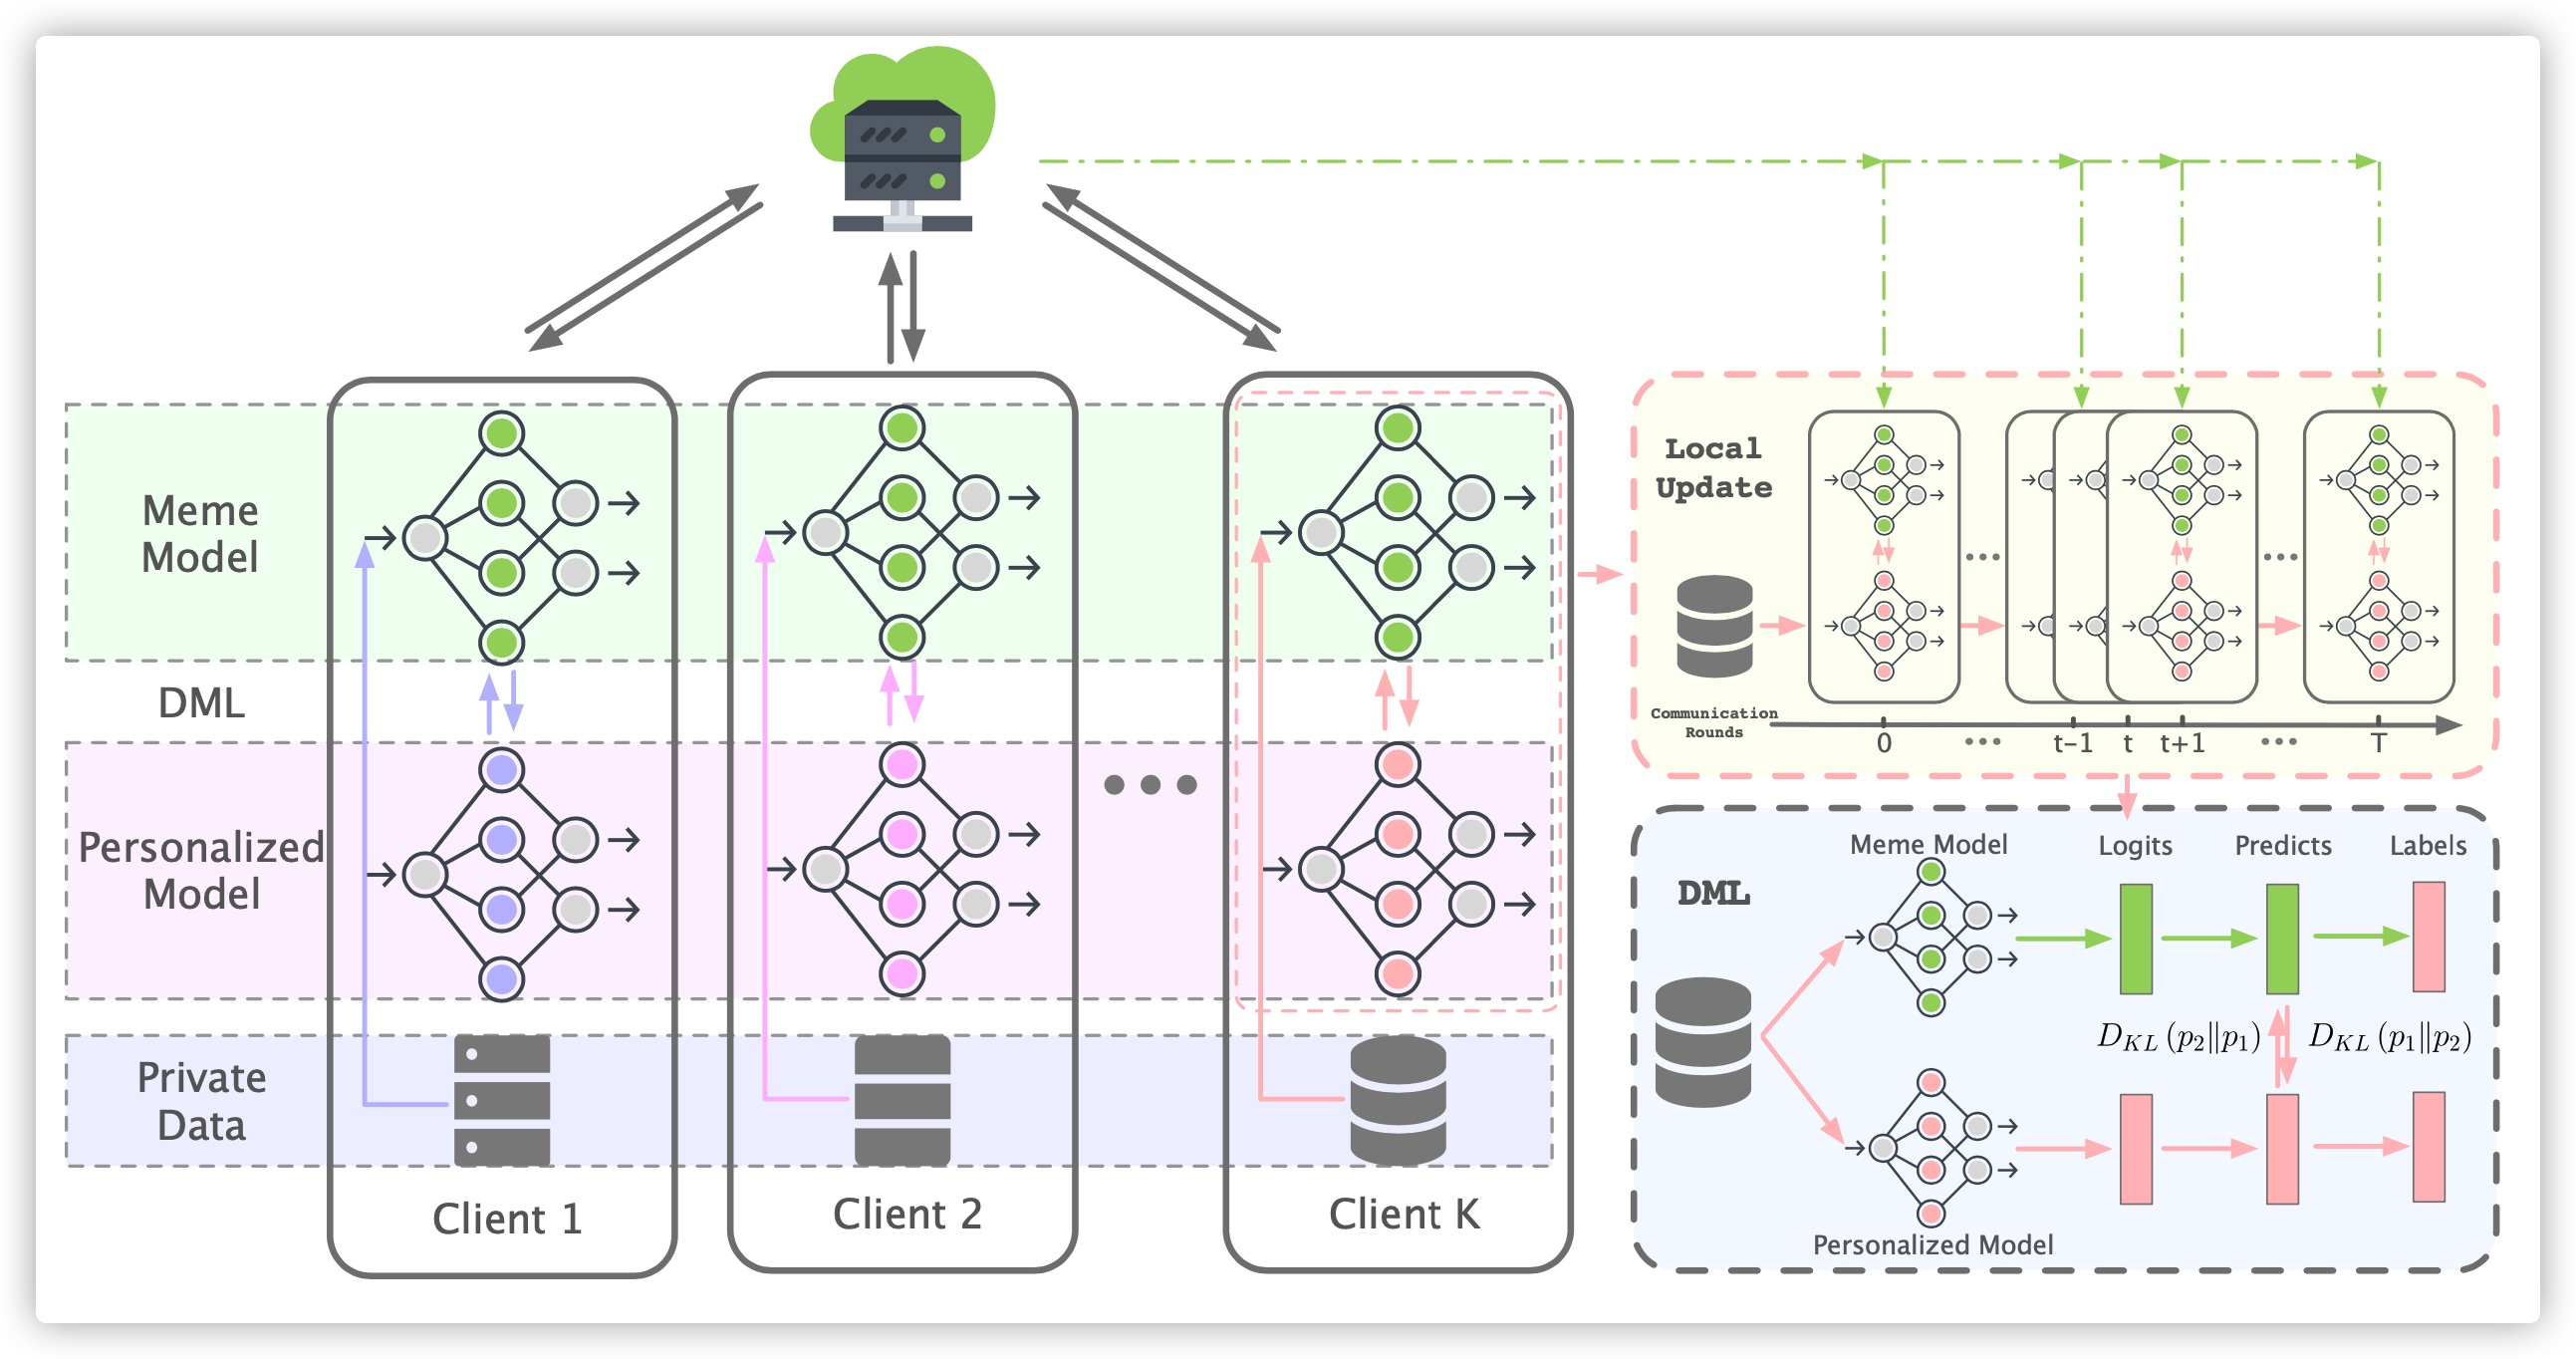 Meme
Model
DML
Personalized
Model
Private
Data
Client 1
Client 2
Client K
Local
Update
Communication
Rounds
0 ... t-1 t t+1 ... T
DML
Meme Model
Logits
Predicts
Labels
D_{KL} (p_2||p_1)
D_{KL} (p_1||p_2)
Personalized Model